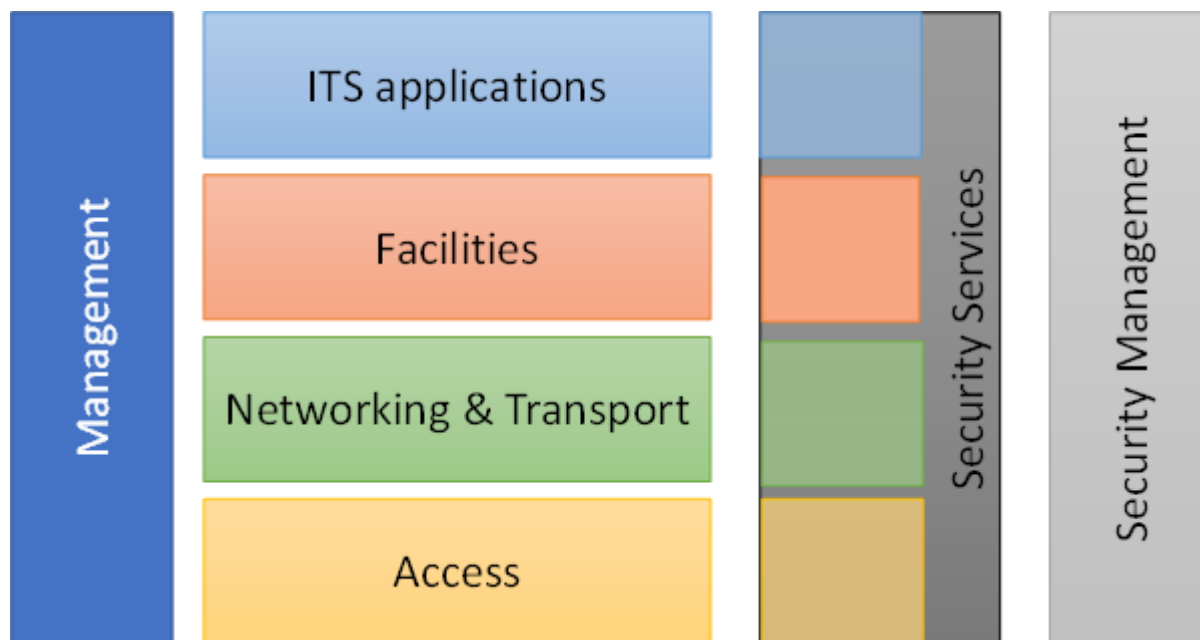 Management
ITS applications
Facilities
Networking & Transport
Access
Security Services
Security Management